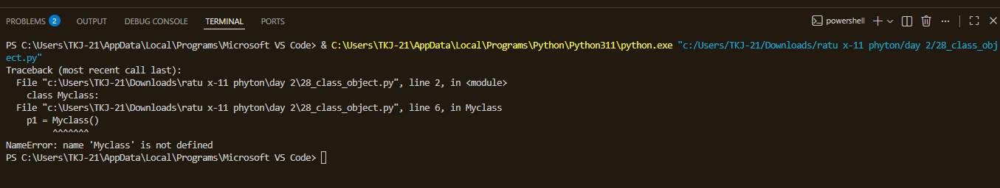 PROBLEMS 2 OUTPUT DEBUG CONSOLE TERMINAL PORTS powershell
PS C:\Users\TKJ-21\AppData\Local\Programs\Microsoft VS Code> & C:\Users\TKJ-21\AppData\Local\Programs\Python\Python311\python.exe "c:/Users/TKJ-21/Downloads/ratu x-11 phyton/day 2/28_class_obj
ect.py"
Traceback (most recent call last):
  File "c:\Users\TKJ-21\Downloads\ratu x-11 phyton\day 2\28_class_object.py", line 2, in <module>
    class Myclass:
  File "c:\Users\TKJ-21\Downloads\ratu x-11 phyton\day 2\28_class_object.py", line 6, in Myclass
    p1 = Myclass()
         ^^^^^^^
NameError: name 'Myclass' is not defined
PS C:\Users\TKJ-21\AppData\Local\Programs\Microsoft VS Code>